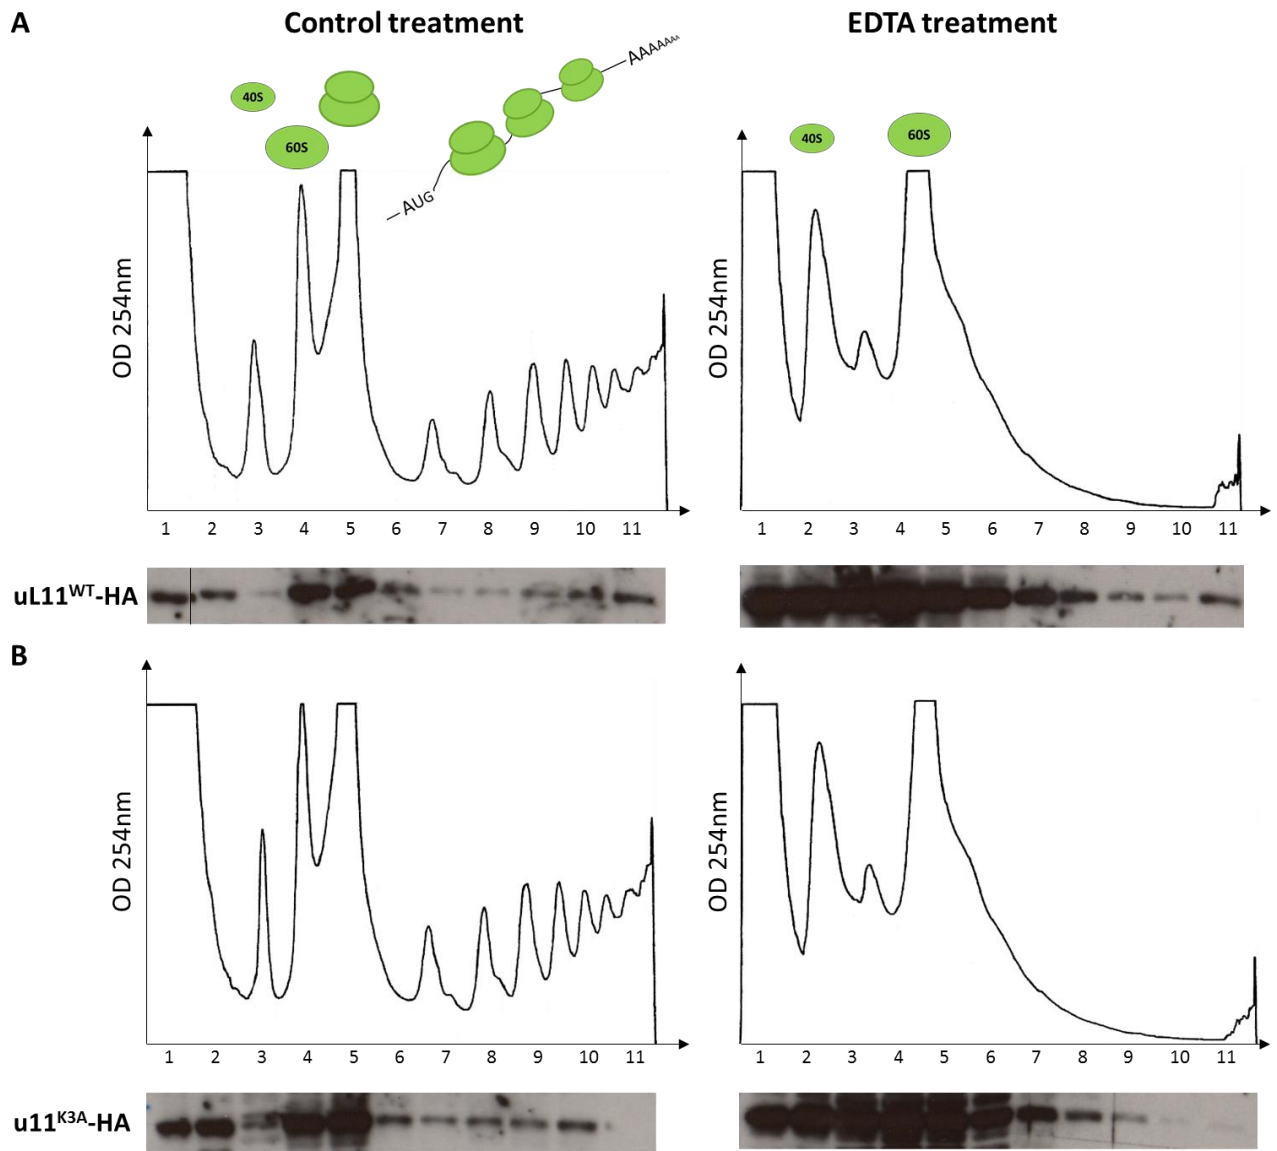 A
Control treatment
EDTA treatment
AAAAAAA
40S
60S
AUG
40S
60S
OD 254nm
OD 254nm
1 2 3 4 5 6 7 8 9 10 11
1 2 3 4 5 6 7 8 9 10 11
uL11WT-HA
B
OD 254nm
OD 254nm
1 2 3 4 5 6 7 8 9 10 11
1 2 3 4 5 6 7 8 9 10 11
u11K3A-HA